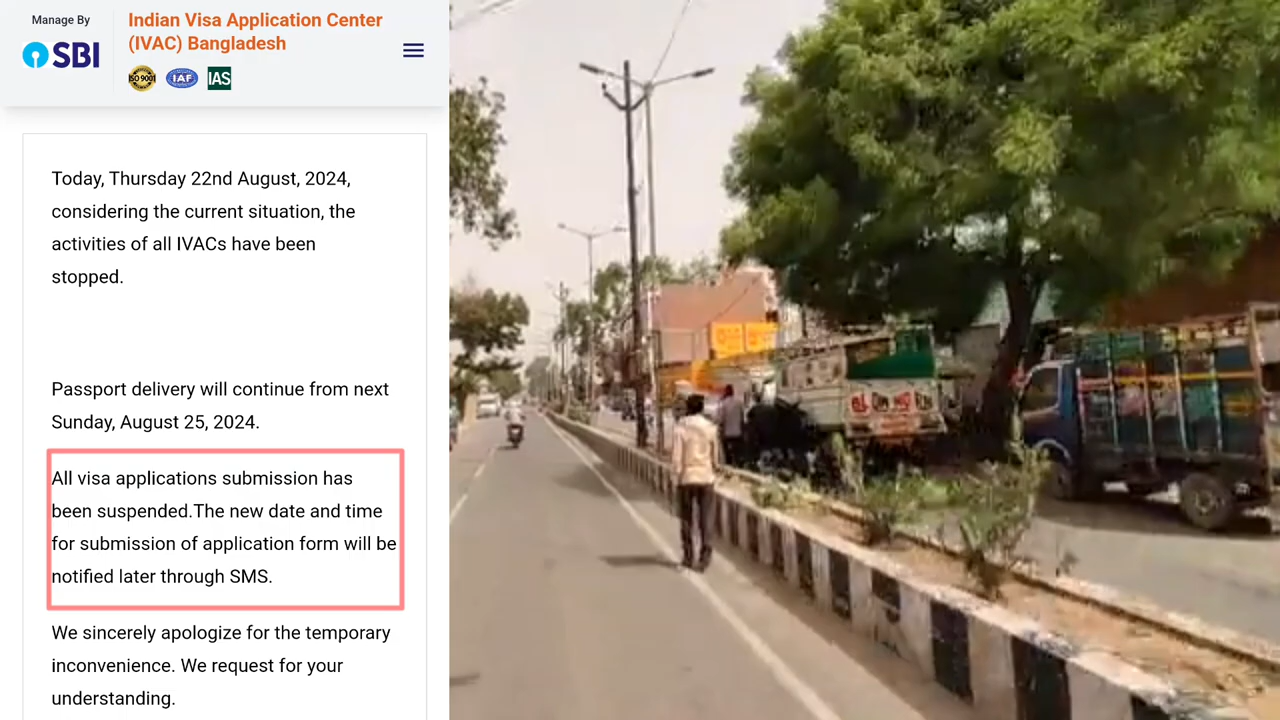 Manage By
SBI
Indian Visa Application Center
(IVAC) Bangladesh
ISO 9001
IAF
IAS
Today, Thursday 22nd August, 2024,
considering the current situation, the
activities of all IVACs have been
stopped.
Passport delivery will continue from next
Sunday, August 25, 2024.
All visa applications submission has
been suspended.The new date and time
for submission of application form will be
notified later through SMS.
We sincerely apologize for the temporary
inconvenience. We request for your
understanding.